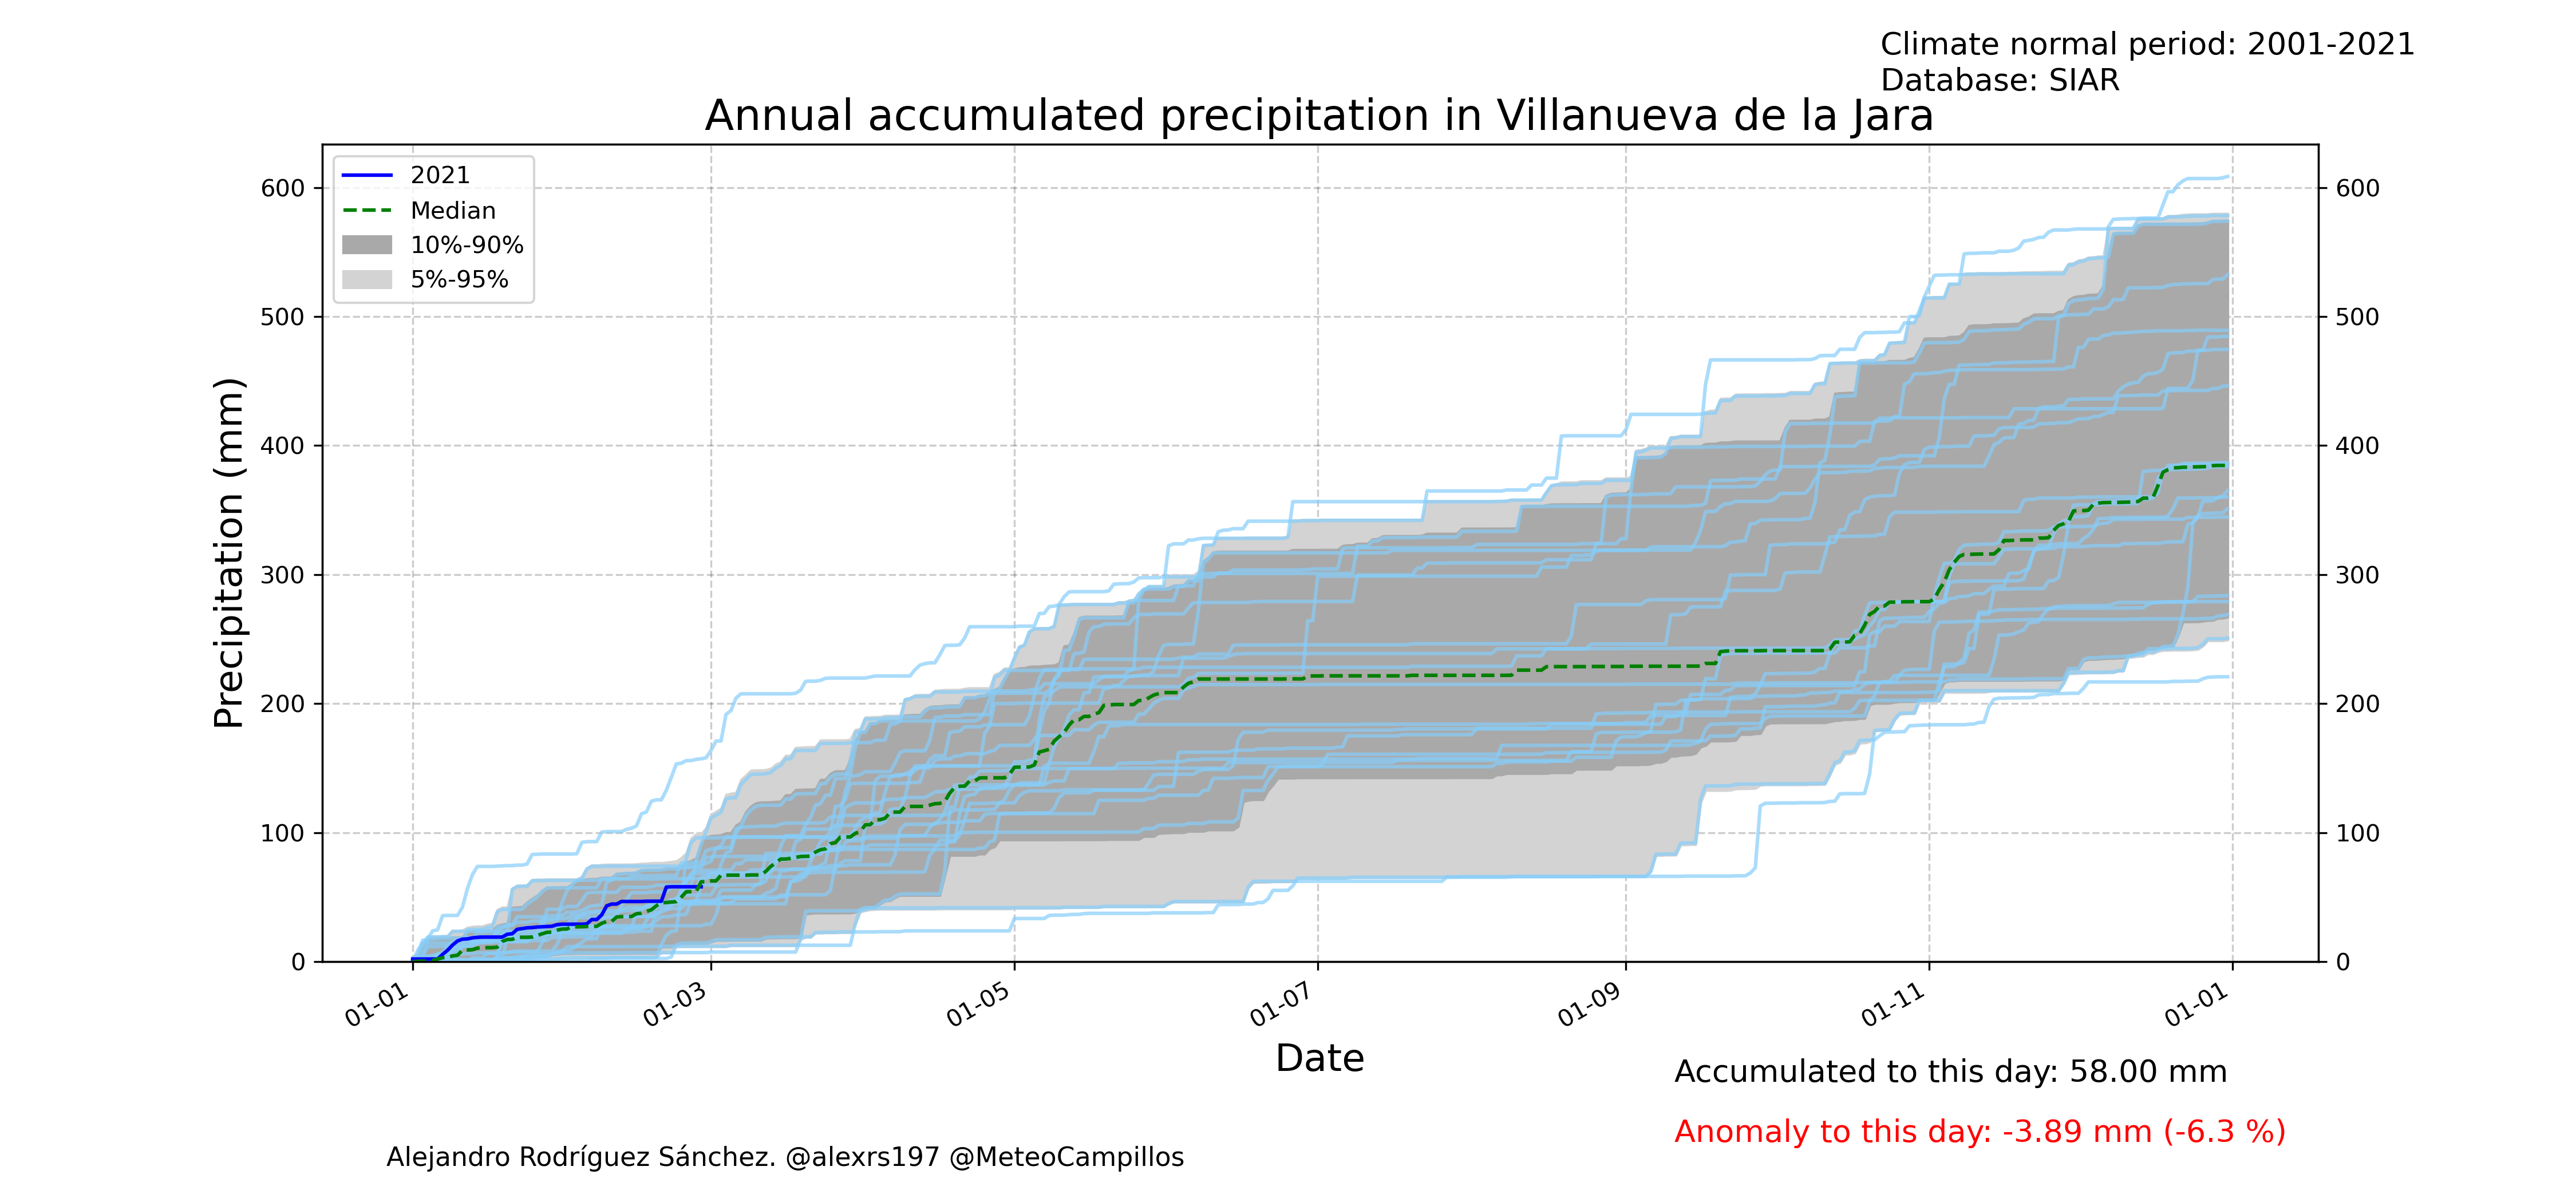 Climate normal period: 2001-2021
Database: SIAR
Annual accumulated precipitation in Villanueva de la Jara
2021
Median
10%-90%
5%-95%
Precipitation (mm)
600
500
400
300
200
100
0
600
500
400
300
200
100
0
01-01
01-03
01-05
01-07
01-09
01-11
01-01
Date
Accumulated to this day: 58.00 mm
Anomaly to this day: -3.89 mm (-6.3 %)
Alejandro Rodríguez Sánchez. @alexrs197 @MeteoCampillos